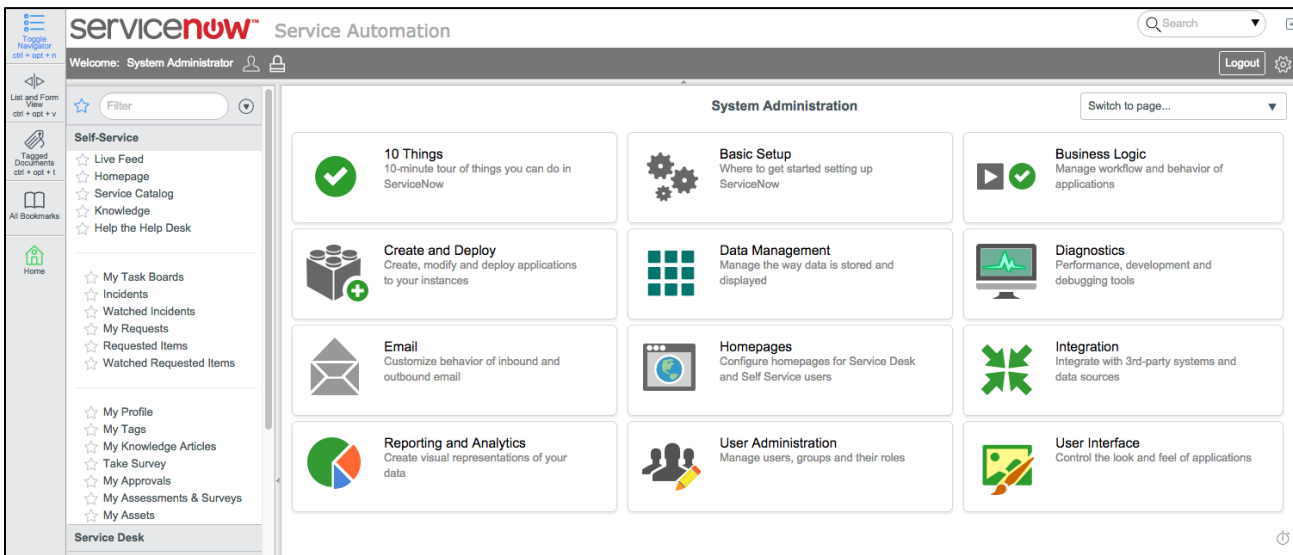 servicenow™ Service Automation
Search
Welcome: System Administrator
Logout
Toggle
Navigator
ctrl + opt + n
List and Form
View
ctrl + opt + v
Tagged
Documents
ctrl + opt + t
All Bookmarks
Home
Filter
Self-Service
Live Feed
Homepage
Service Catalog
Knowledge
Help the Help Desk
My Task Boards
Incidents
Watched Incidents
My Requests
Requested Items
Watched Requested Items
My Profile
My Tags
My Knowledge Articles
Take Survey
My Approvals
My Assessments & Surveys
My Assets
Service Desk
System Administration
Switch to page...
10 Things
10-minute tour of things you can do in
ServiceNow
Basic Setup
Where to get started setting up
ServiceNow
Business Logic
Manage workflow and behavior of
applications
Create and Deploy
Create, modify and deploy applications
to your instances
Data Management
Manage the way data is stored and
displayed
Diagnostics
Performance, development and
debugging tools
Email
Customize behavior of inbound and
outbound email
Homepages
Configure homepages for Service Desk
and Self Service users
Integration
Integrate with 3rd-party systems and
data sources
Reporting and Analytics
Create visual representations of your
data
User Administration
Manage users, groups and their roles
User Interface
Control the look and feel of applications